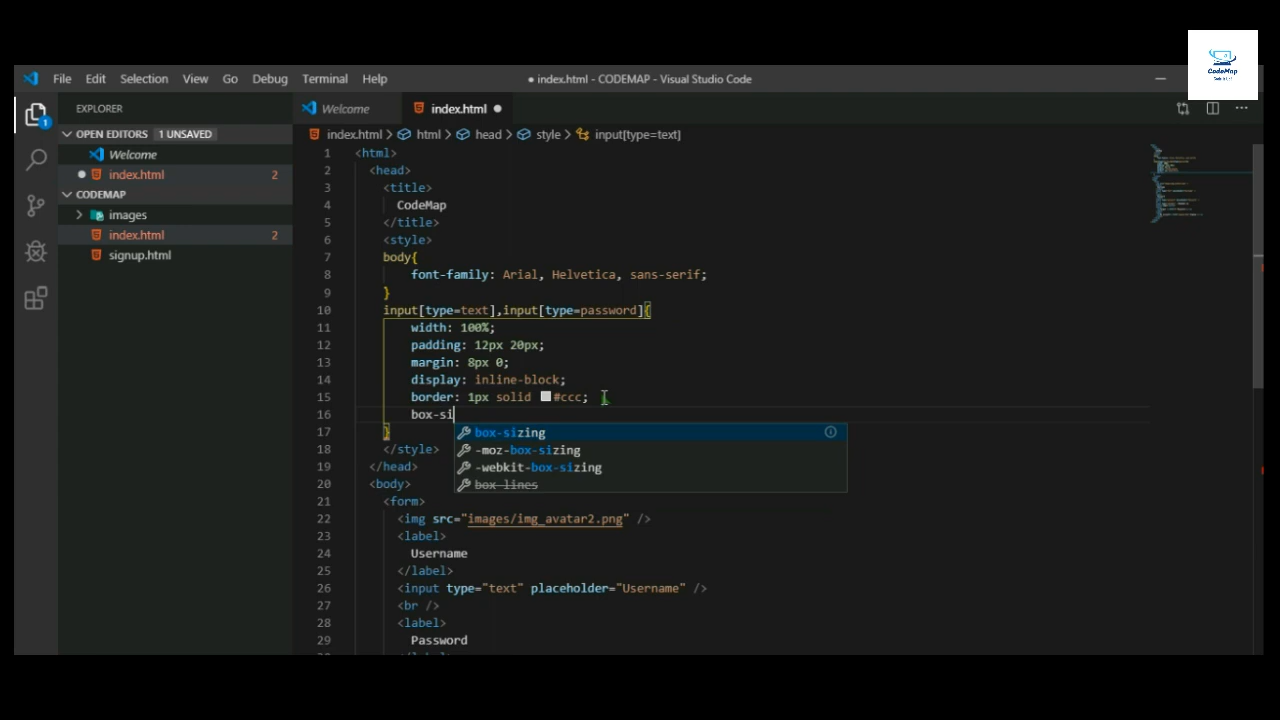 CodeMap
File Edit Selection View Go Debug Terminal Help
● index.html - CODEMAP - Visual Studio Code
EXPLORER
OPEN EDITORS 1 UNSAVED
Welcome
index.html 2
CODEMAP
images
index.html 2
signup.html
1
Welcome
index.html ●
index.html > html > head > style > input[type=text]
1 <html>
2 <head>
3 <title>
4 CodeMap
5 </title>
6 <style>
7 body{
8 font-family: Arial, Helvetica, sans-serif;
9 }
10 input[type=text],input[type=password]{
11 width: 100%;
12 padding: 12px 20px;
13 margin: 8px 0;
14 display: inline-block;
15 border: 1px solid #ccc;
16 box-si
box-sizing
-moz-box-sizing
-webkit-box-sizing
box-lines
17 }
18 </style>
19 </head>
20 <body>
21 <form>
22 <img src="images/img_avatar2.png" />
23 <label>
24 Username
25 </label>
26 <input type="text" placeholder="Username" />
27 <br />
28 <label>
29 Password